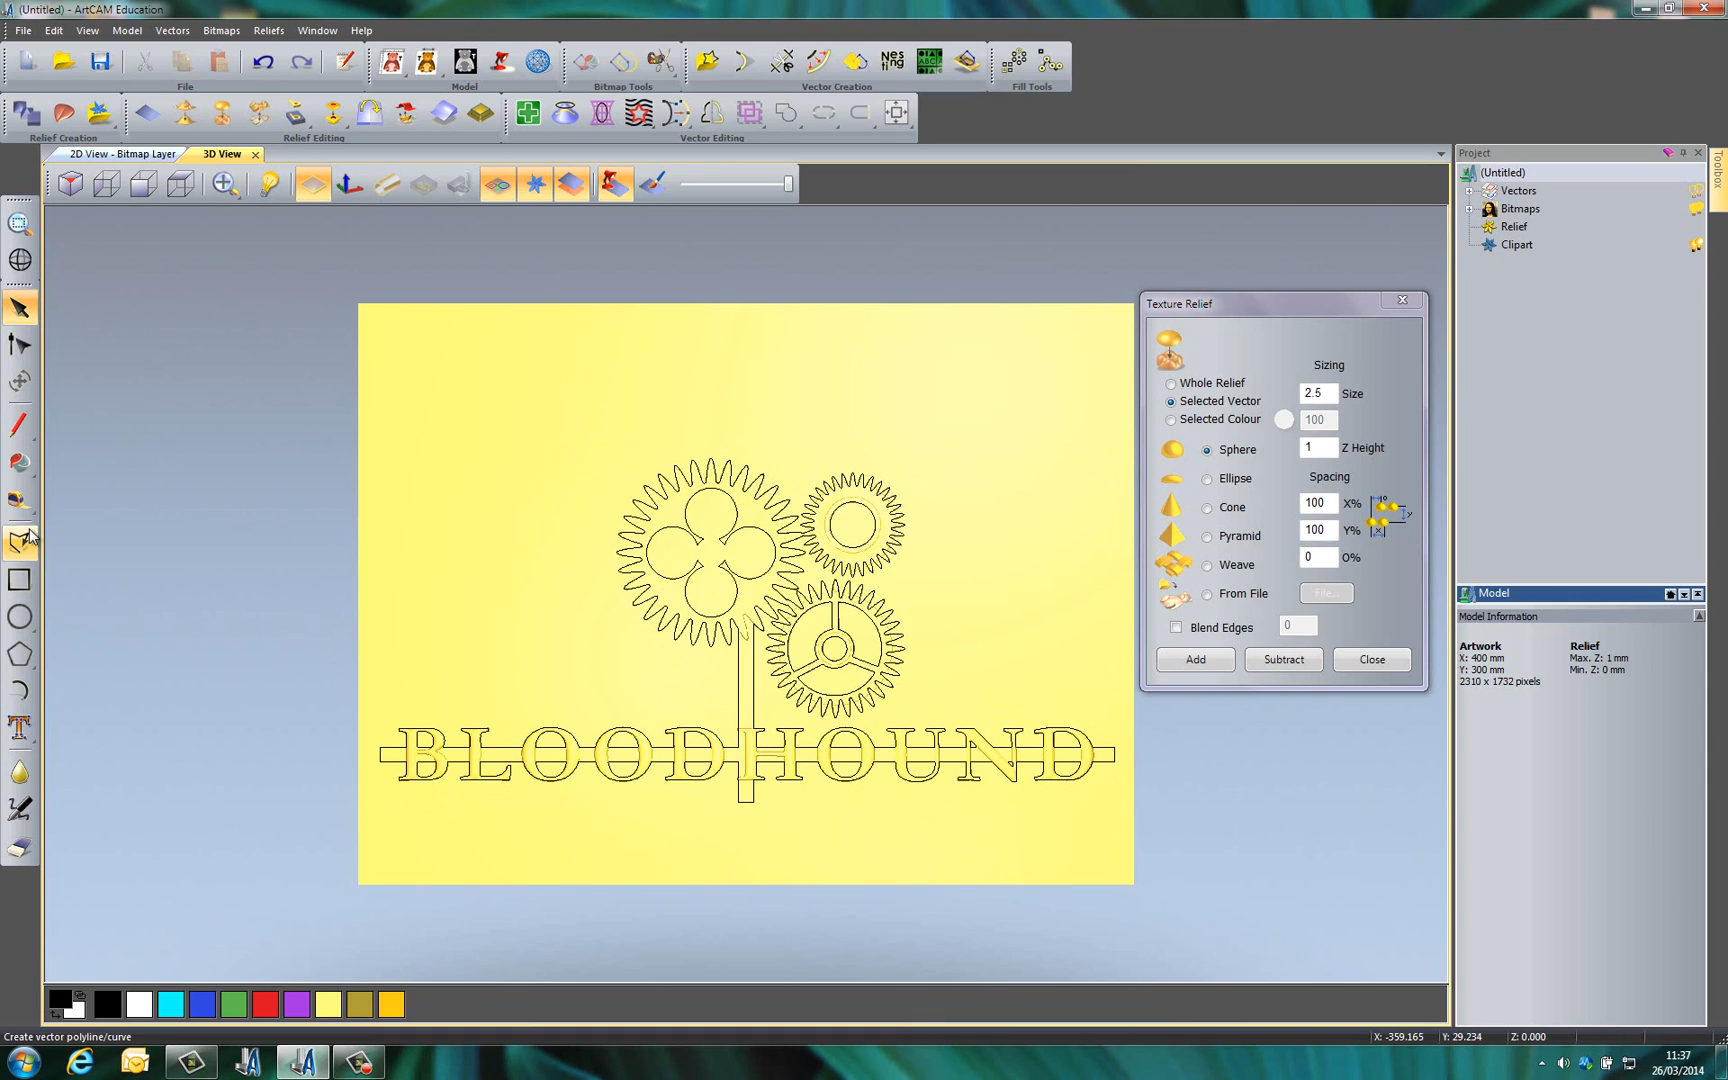 (Untitled) - ArtCAM Education
File Edit View Model Vectors Bitmaps Reliefs Window Help
File Model Bitmap Tools Vector Creation Fill Tools
Nes
ting
ABC
Relief Creation Relief Editing Vector Editing
2D View - Bitmap Layer 3D View
Project
Toolbox
(Untitled)
Vectors
Bitmaps
Relief
Clipart
Texture Relief
Sizing
Whole Relief
Selected Vector 2.5 Size
Selected Colour 100
Sphere 1 Z Height
Ellipse Spacing
Cone 100 X%
Pyramid 100 Y%
Weave 0 O%
From File File...
Blend Edges 0
Add Subtract Close
BLOODHOUND
T
Model
Model Information
Artwork Relief
X: 400 mm Max. Z: 1 mm
Y: 300 mm Min. Z: 0 mm
2310 x 1732 pixels
Create vector polyline/curve X: -359.165 Y: 29.234 Z: 0.000
11:37
26/03/2014